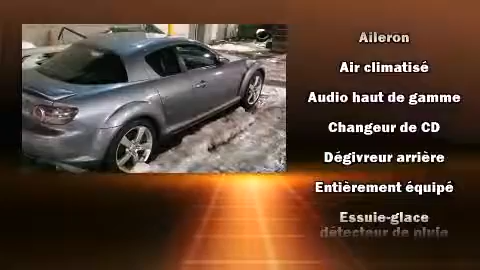 Aileron
Air climatisé
Audio haut de gamme
Changeur de CD
Dégivreur arrière
Entièrement équipé
Essuie-glace
détecteur de pluie